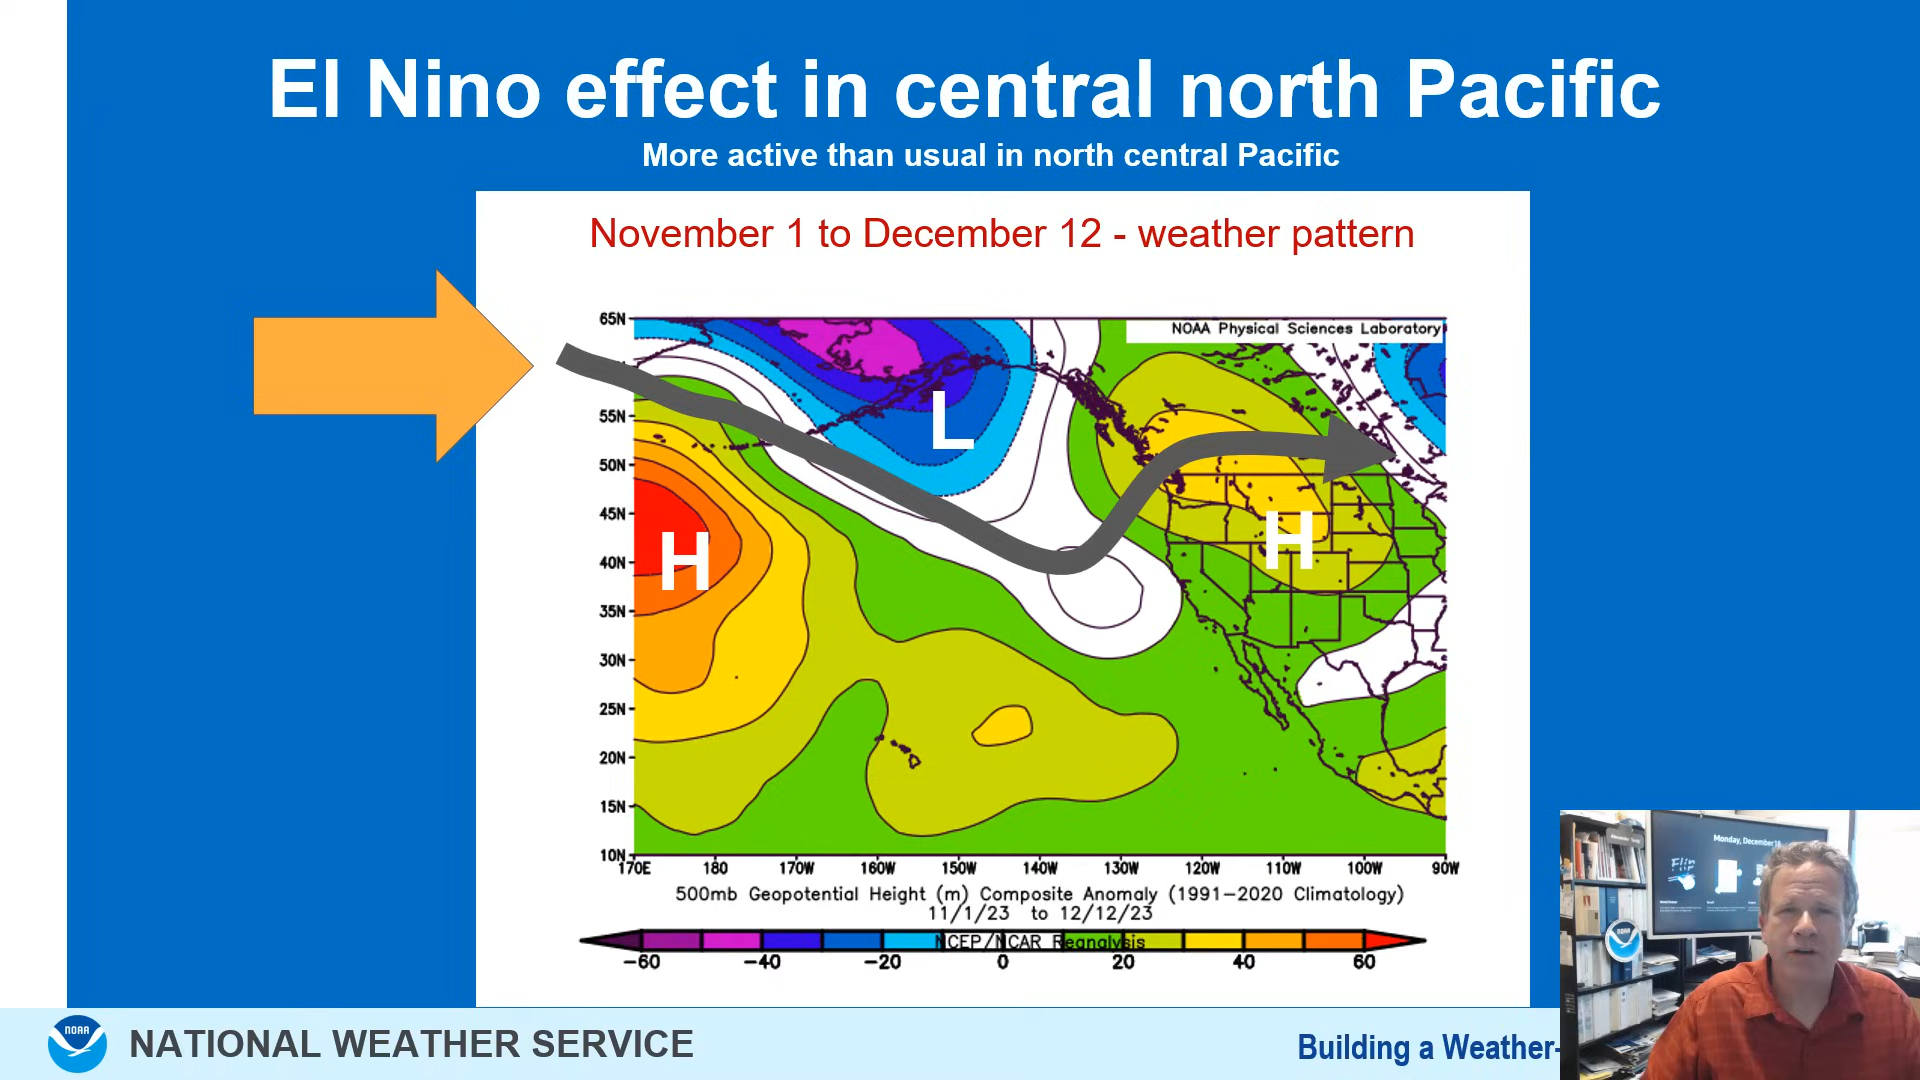 El Nino effect in central north Pacific
More active than usual in north central Pacific
November 1 to December 12 - weather pattern
65N
NOAA Physical Sciences Laboratory
55N
L
50N
45N
H
H
40N
35N
30N
25N
20N
15N
10N
170E 180 170W 160W 150W 140W 130W 120W 110W 100W 90W
500mb Geopotential Height (m) Composite Anomaly (1991-2020 Climatology)
11/1/23 to 12/12/23
NCEP/NCAR Reanalysis
-60 -40 -20 0 20 40 60
Monday, December
Flip
NOAA
NATIONAL WEATHER SERVICE
Building a Weather-